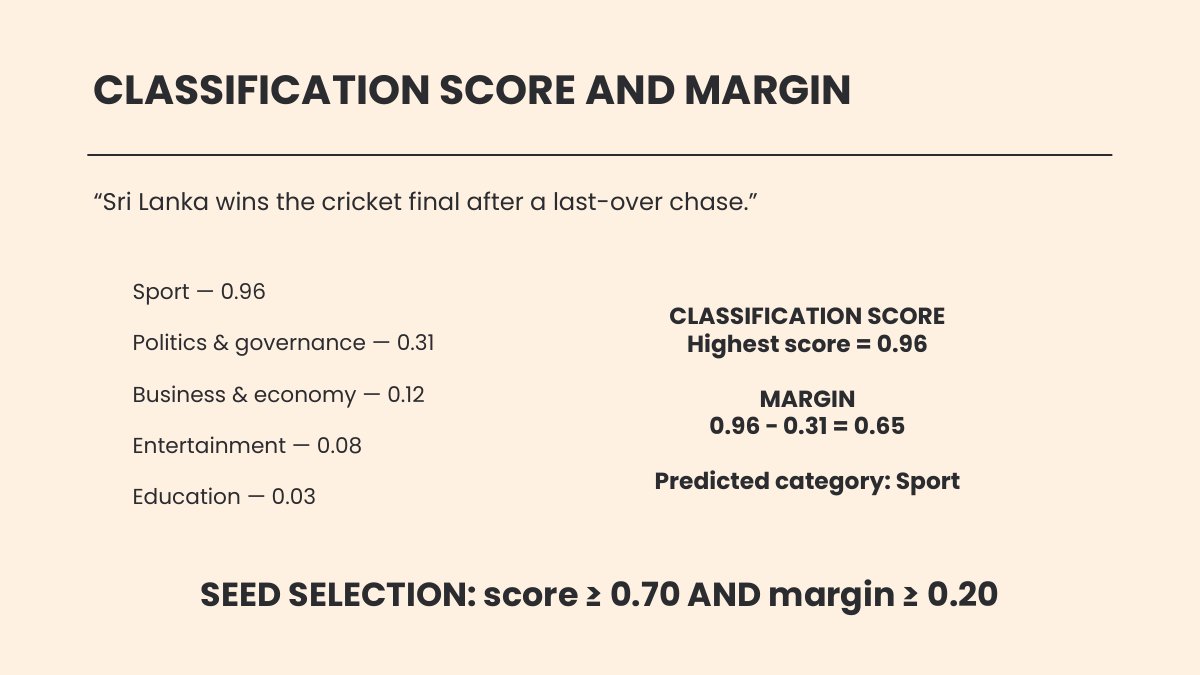 CLASSIFICATION SCORE AND MARGIN
“Sri Lanka wins the cricket final after a last-over chase.”
Sport — 0.96
Politics & governance — 0.31
Business & economy — 0.12
Entertainment — 0.08
Education — 0.03
CLASSIFICATION SCORE
Highest score = 0.96
MARGIN
0.96 − 0.31 = 0.65
Predicted category: Sport
SEED SELECTION: score ≥ 0.70 AND margin ≥ 0.20